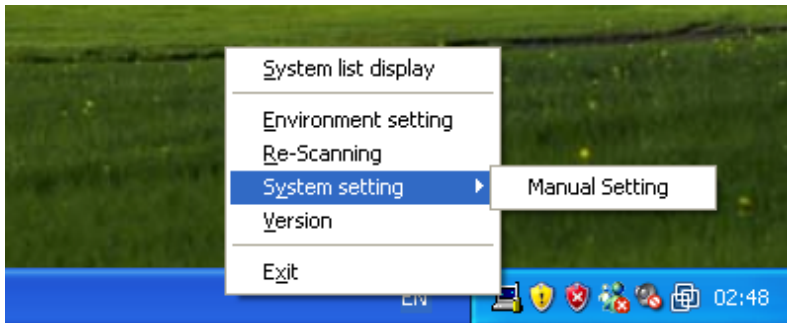 System list display
Environment setting
Re-Scanning
System setting
Manual Setting
Version
Exit
EN
02:48